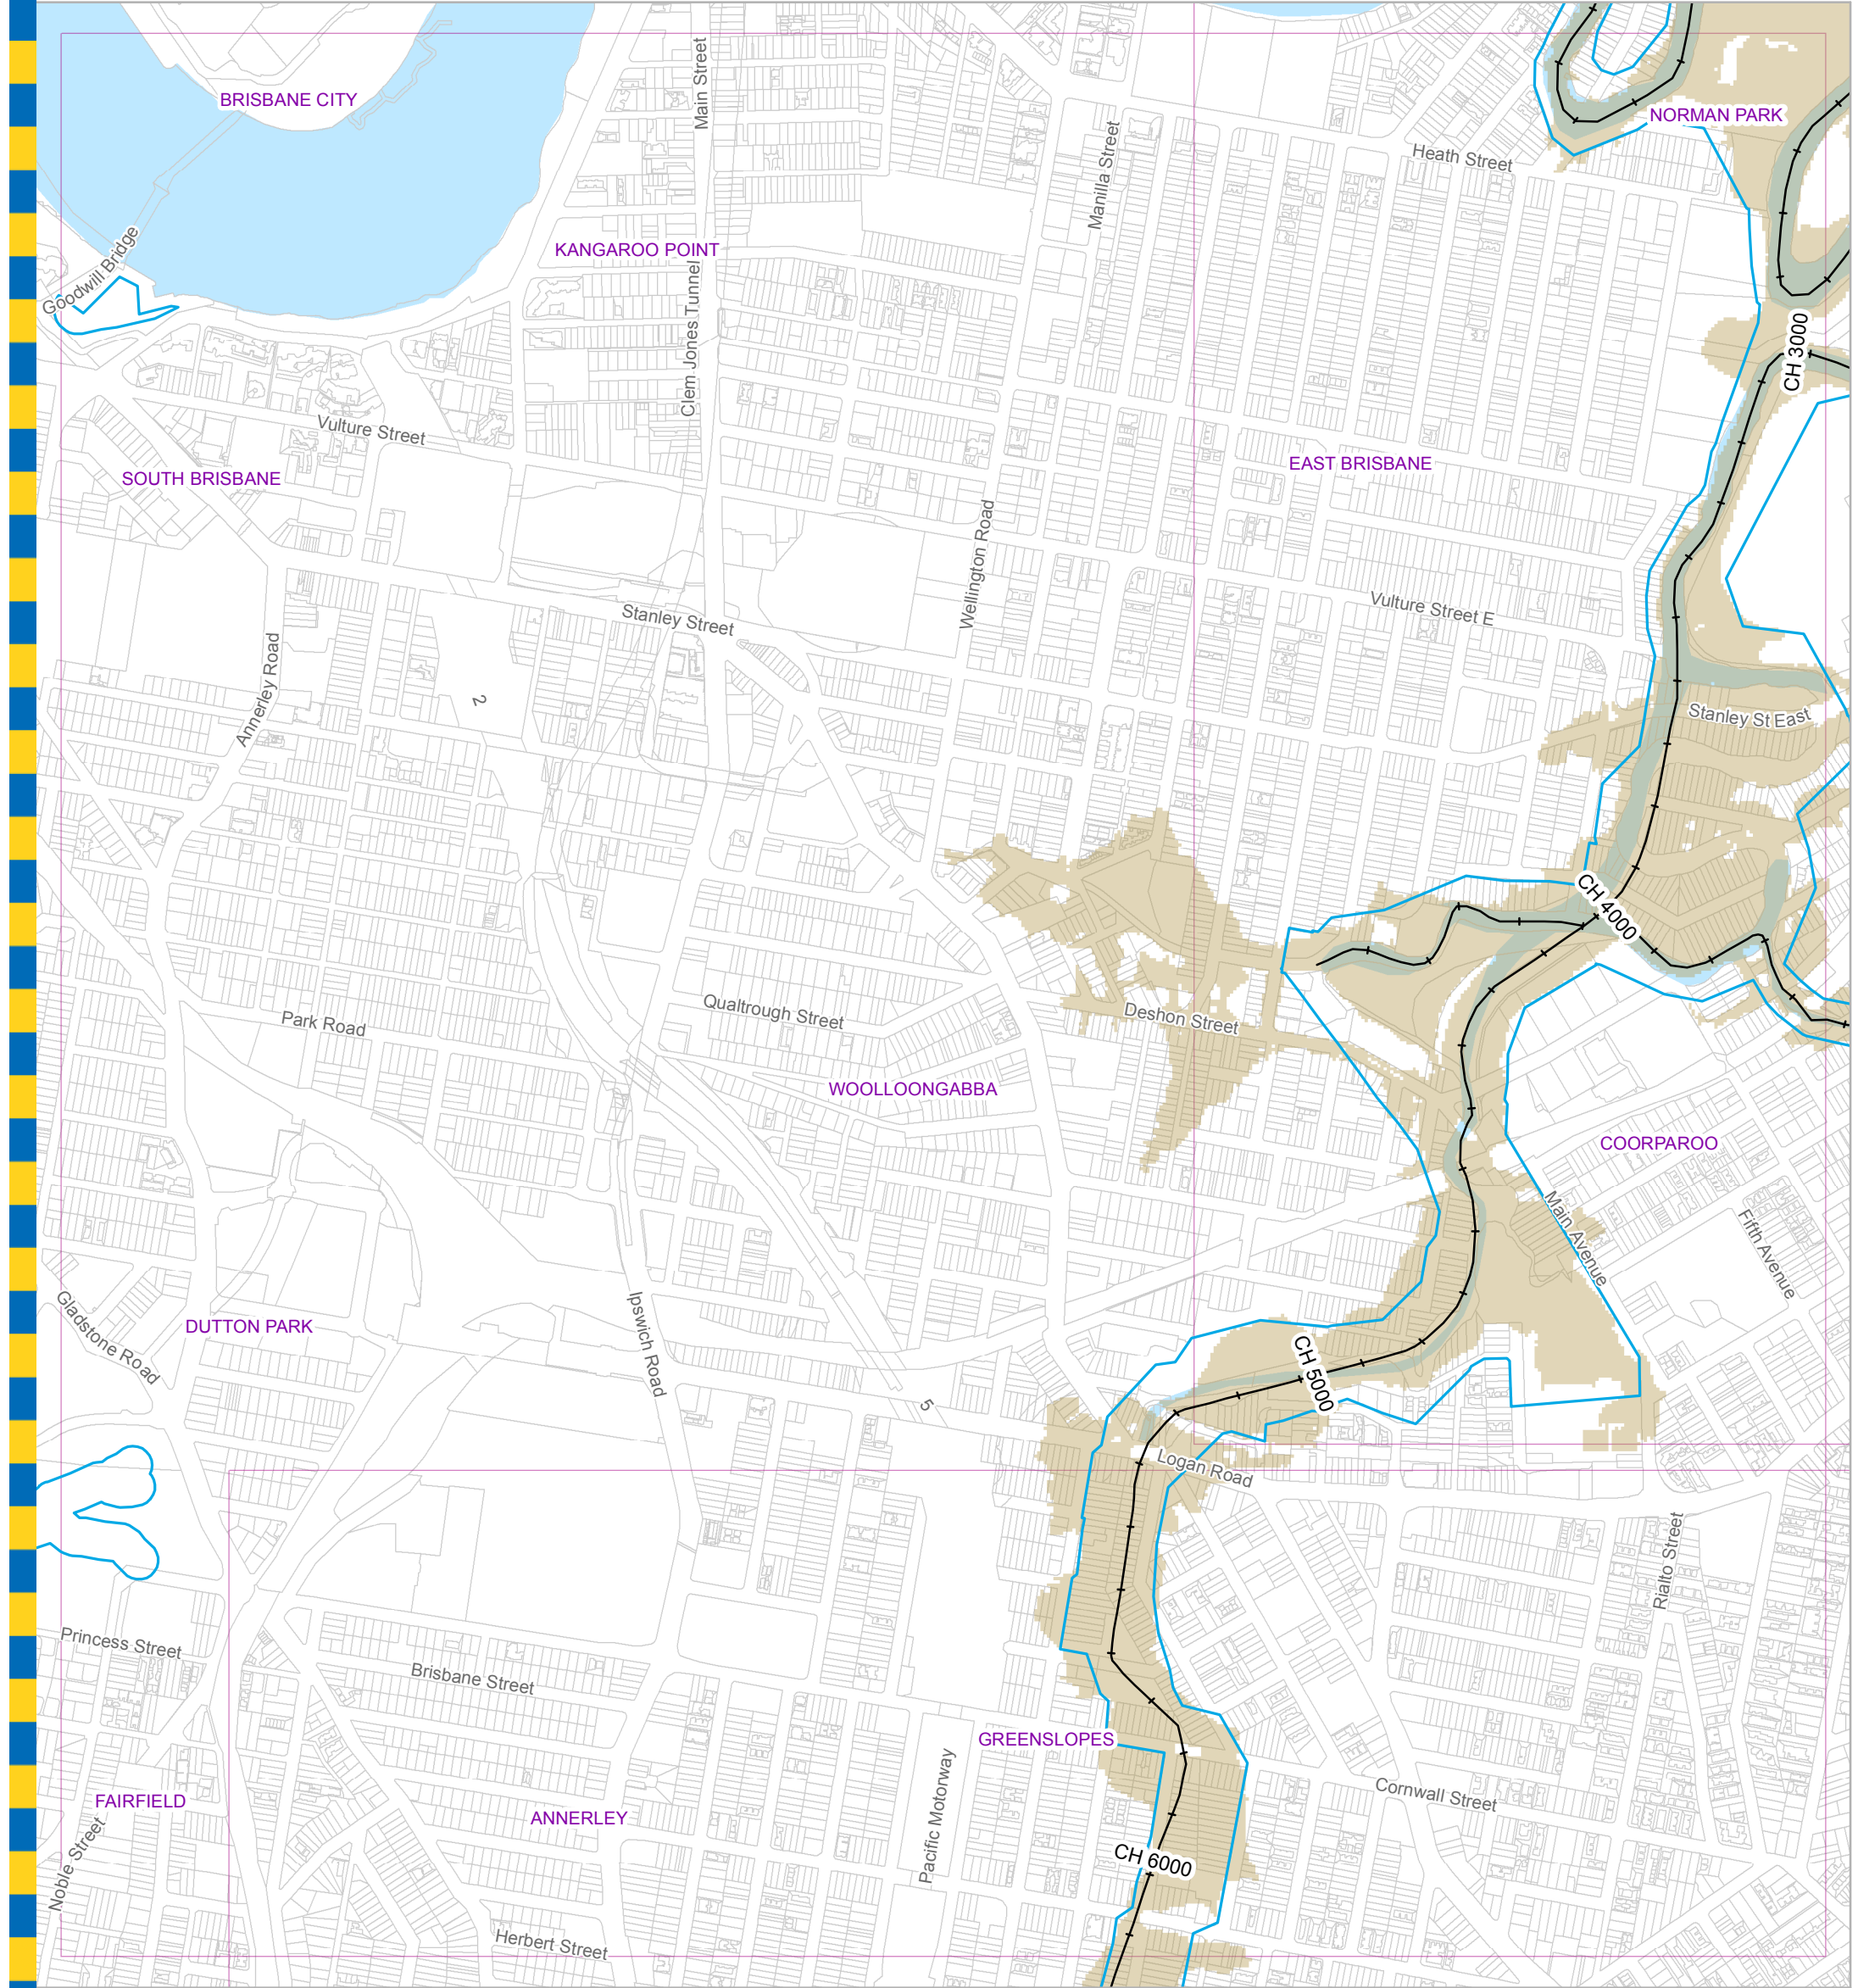 Main Street
BRISBANE CITY
NORMAN PARK
Manilla Street
Heath Street
KANGAROO POINT
Goodwill Bridge
Clem Jones Tunnel
CH 3000
Vulture Street
EAST BRISBANE
SOUTH BRISBANE
Wellington Road
Vulture Street E
Stanley Street
Annerley Road
2
Stanley St East
CH 4000
Qualtrough Street
Deshon Street
Park Road
WOOLLOONGABBA
COORPAROO
Main Avenue
Fifth Avenue
Gladstone Road
DUTTON PARK
Ipswich Road
CH 5000
5
Logan Road
Rialto Street
Princess Street
Brisbane Street
GREENSLOPES
Pacific Motorway
Cornwall Street
FAIRFIELD
ANNERLEY
Noble Street
CH 6000
Herbert Street